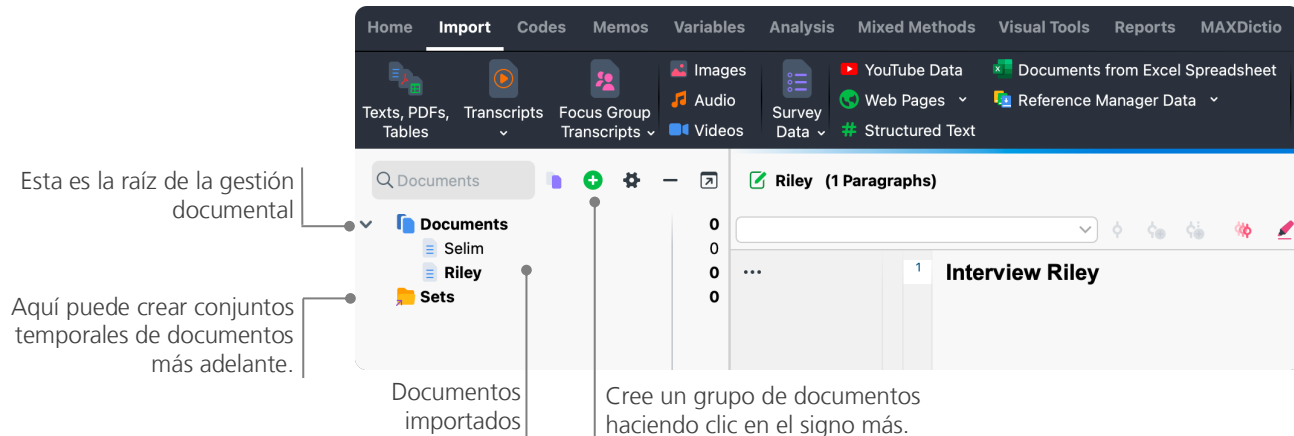 Home Import Codes Memos Variables Analysis Mixed Methods Visual Tools Reports MAXDictio
Texts, PDFs,
Tables
Transcripts
Focus Group
Transcripts
Images
Audio
Videos
Survey
Data
YouTube Data
Web Pages
# Structured Text
Documents from Excel Spreadsheet
Reference Manager Data
Documents
Riley (1 Paragraphs)
Esta es la raíz de la gestión
documental
Documents 0
Selim 0
Riley 0
Sets 0
1 Interview Riley
Aquí puede crear conjuntos
temporales de documentos
más adelante.
Documentos
importados
Cree un grupo de documentos
haciendo clic en el signo más.